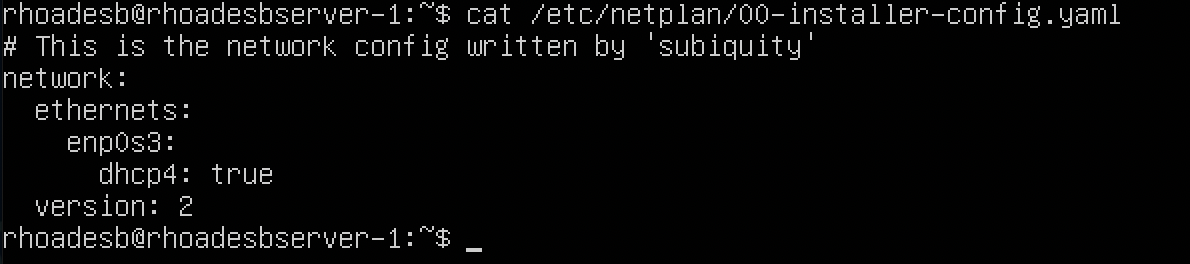 rhoadesb@rhoadesbserver-1:~$ cat /etc/netplan/00-installer-config.yaml
# This is the network config written by 'subiquity'
network:
  ethernets:
    enp0s3:
      dhcp4: true
  version: 2
rhoadesb@rhoadesbserver-1:~$ _